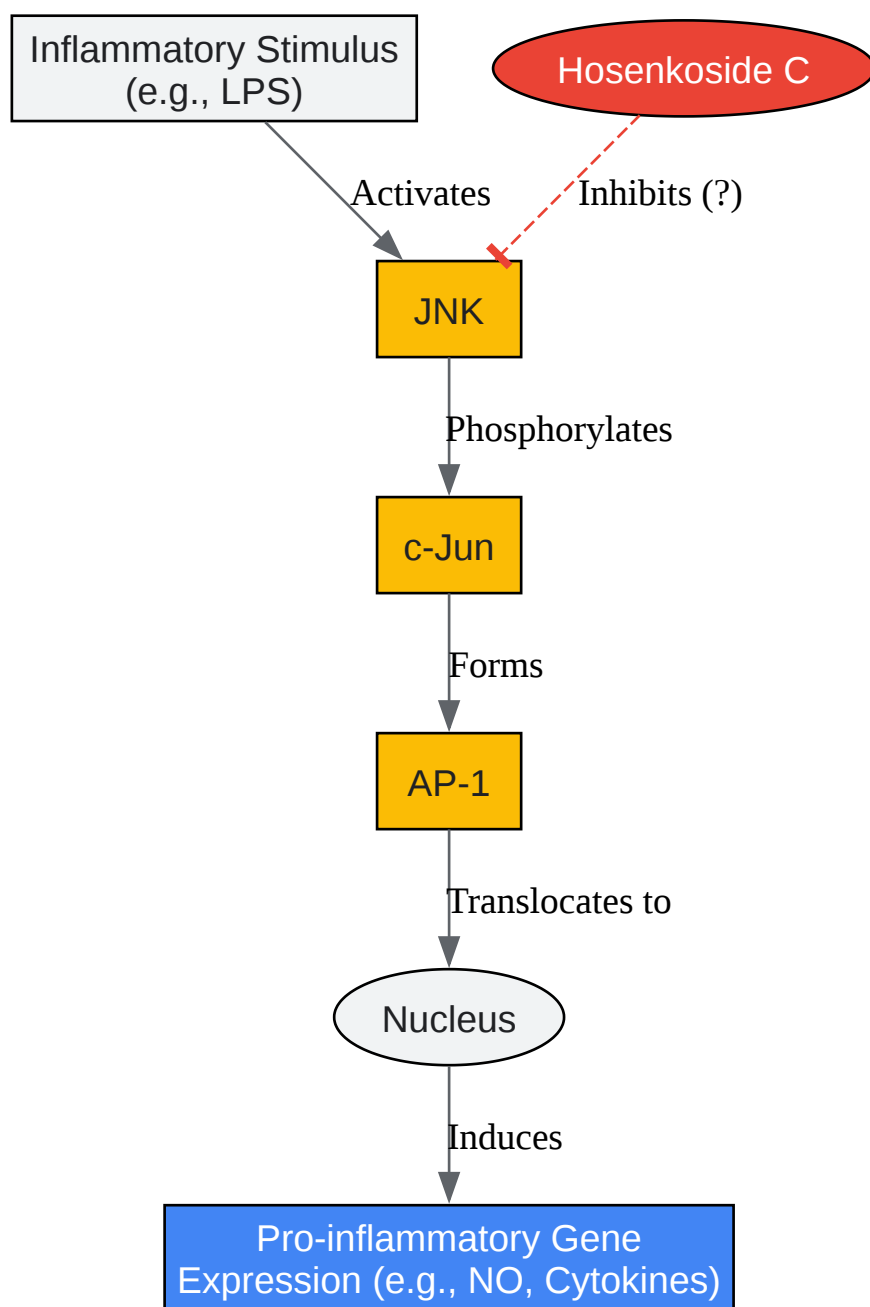 Inflammatory Stimulus
(e.g., LPS)
Hosenkoside C
Activates
Inhibits (?)
JNK
Phosphorylates
c-Jun
Forms
AP-1
Translocates to
Nucleus
Induces
Pro-inflammatory Gene
Expression (e.g., NO, Cytokines)